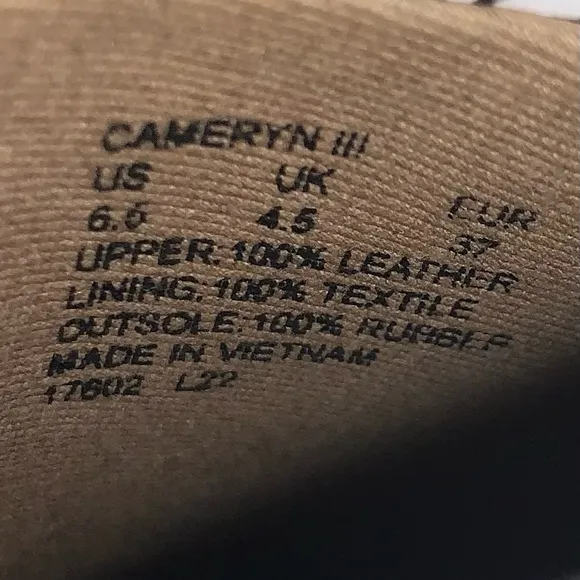 CAMERYN III
US UK EUR
6.5 4.5 37
UPPER: 100% LEATHER
LINING: 100% TEXTILE
OUTSOLE: 100% RUBBER
MADE IN VIETNAM
17602 L22